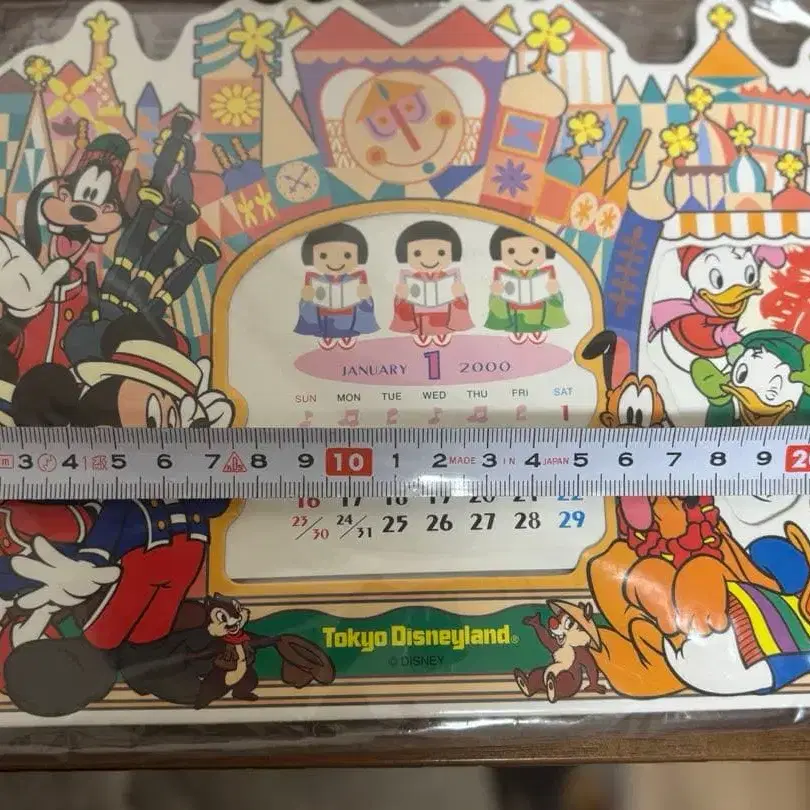 JANUARY 1 2000
SUN MON TUE WED THU FRI SAT
1
3 4 5 6 7 8 9 10 1 2 MADE 3 IN 4 JAPAN 5 6 7 8 9
16 17 18 19 20 21 22
23/30 24/31 25 26 27 28 29
Tokyo Disneyland®
© DISNEY